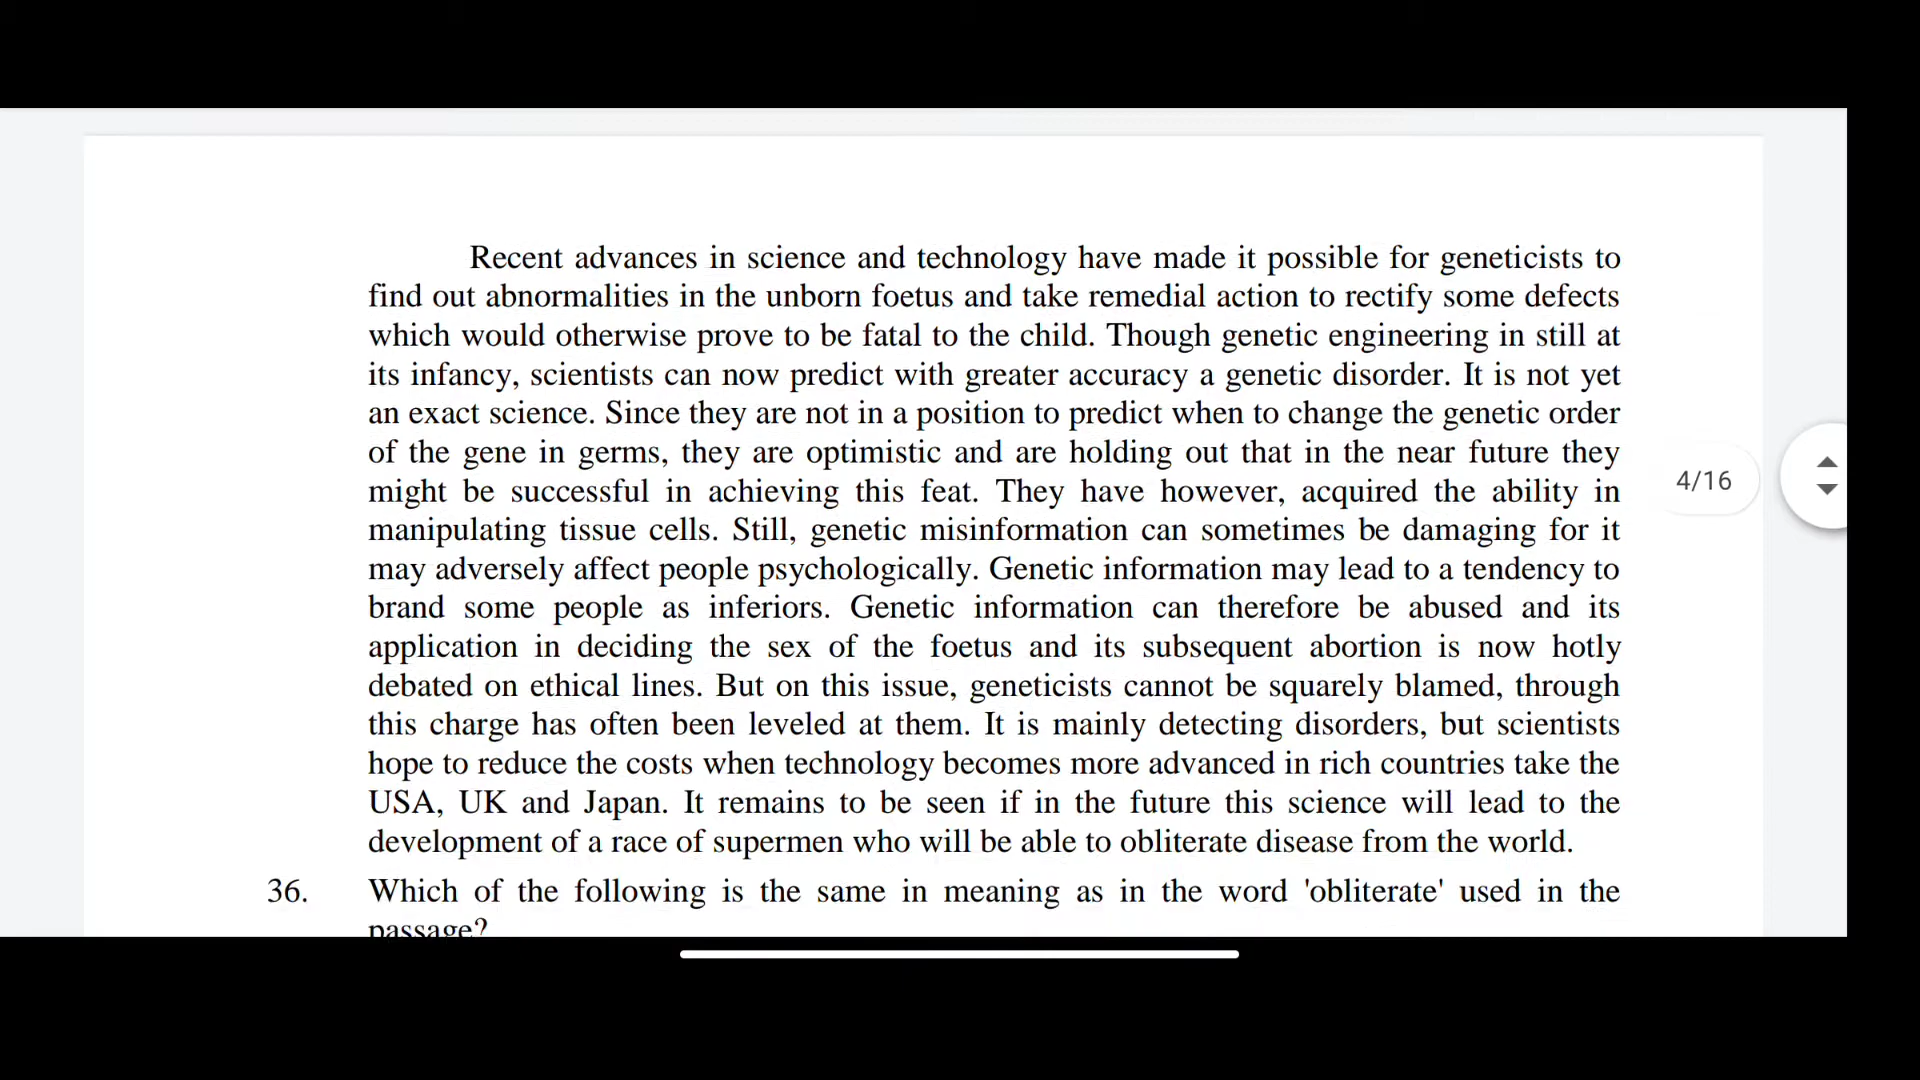 Recent advances in science and technology have made it possible for geneticists to
find out abnormalities in the unborn foetus and take remedial action to rectify some defects
which would otherwise prove to be fatal to the child. Though genetic engineering in still at
its infancy, scientists can now predict with greater accuracy a genetic disorder. It is not yet
an exact science. Since they are not in a position to predict when to change the genetic order
of the gene in germs, they are optimistic and are holding out that in the near future they
might be successful in achieving this feat. They have however, acquired the ability in
manipulating tissue cells. Still, genetic misinformation can sometimes be damaging for it
may adversely affect people psychologically. Genetic information may lead to a tendency to
brand some people as inferiors. Genetic information can therefore be abused and its
application in deciding the sex of the foetus and its subsequent abortion is now hotly
debated on ethical lines. But on this issue, geneticists cannot be squarely blamed, through
this charge has often been leveled at them. It is mainly detecting disorders, but scientists
hope to reduce the costs when technology becomes more advanced in rich countries take the
USA, UK and Japan. It remains to be seen if in the future this science will lead to the
development of a race of supermen who will be able to obliterate disease from the world.
36. Which of the following is the same in meaning as in the word 'obliterate' used in the
passage?
4/16